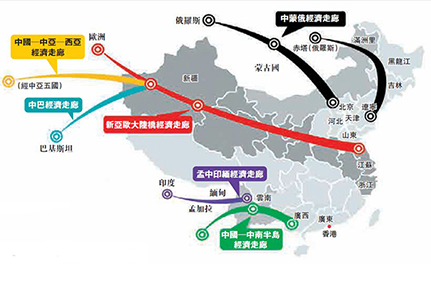 俄羅斯
中蒙俄經濟走廊
滿洲里
赤塔(俄羅斯)
黑龍江
歐洲
中國—中亞—西亞
經濟走廊
蒙古國
吉林
新疆
(經中亞五國)
北京
遼寧
中巴經濟走廊
河北
天津
新亞歐大陸橋經濟走廊
山東
巴基斯坦
江蘇
孟中印緬經濟走廊
浙江
印度
緬甸
雲南
孟加拉
廣西
廣東
中國—中南半島
經濟走廊
香港